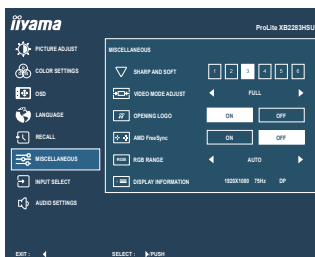 iiyama
ProLite XB2283HSU
PICTURE ADJUST
COLOR SETTINGS
OSD
LANGUAGE
RECALL
MISCELLANEOUS
INPUT SELECT
AUDIO SETTINGS
MISCELLANEOUS
SHARP AND SOFT 1 2 3 4 5 6
VIDEO MODE ADJUST FULL
OPENING LOGO ON OFF
AMD FreeSync ON OFF
RGB RGB RANGE AUTO
DISPLAY INFORMATION 1920X1080 75Hz DP
EXIT : SELECT : /PUSH